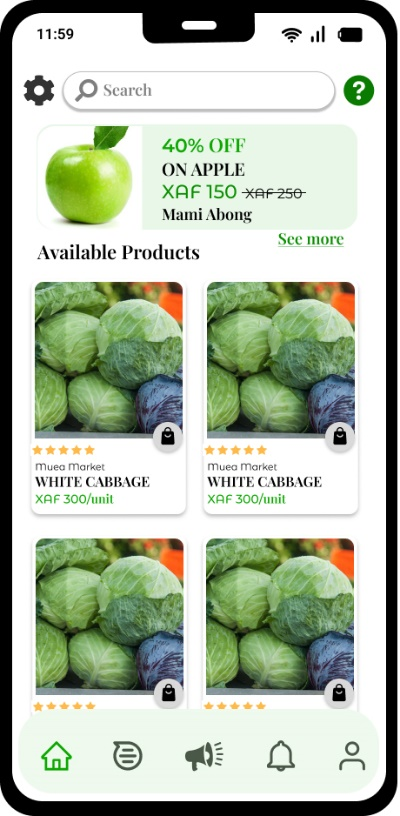 11:59
?
Search
40% OFF
ON APPLE
XAF 150 XAF 250
Mami Abong
See more
Available Products
Muea Market
WHITE CABBAGE
XAF 300/unit
Muea Market
WHITE CABBAGE
XAF 300/unit